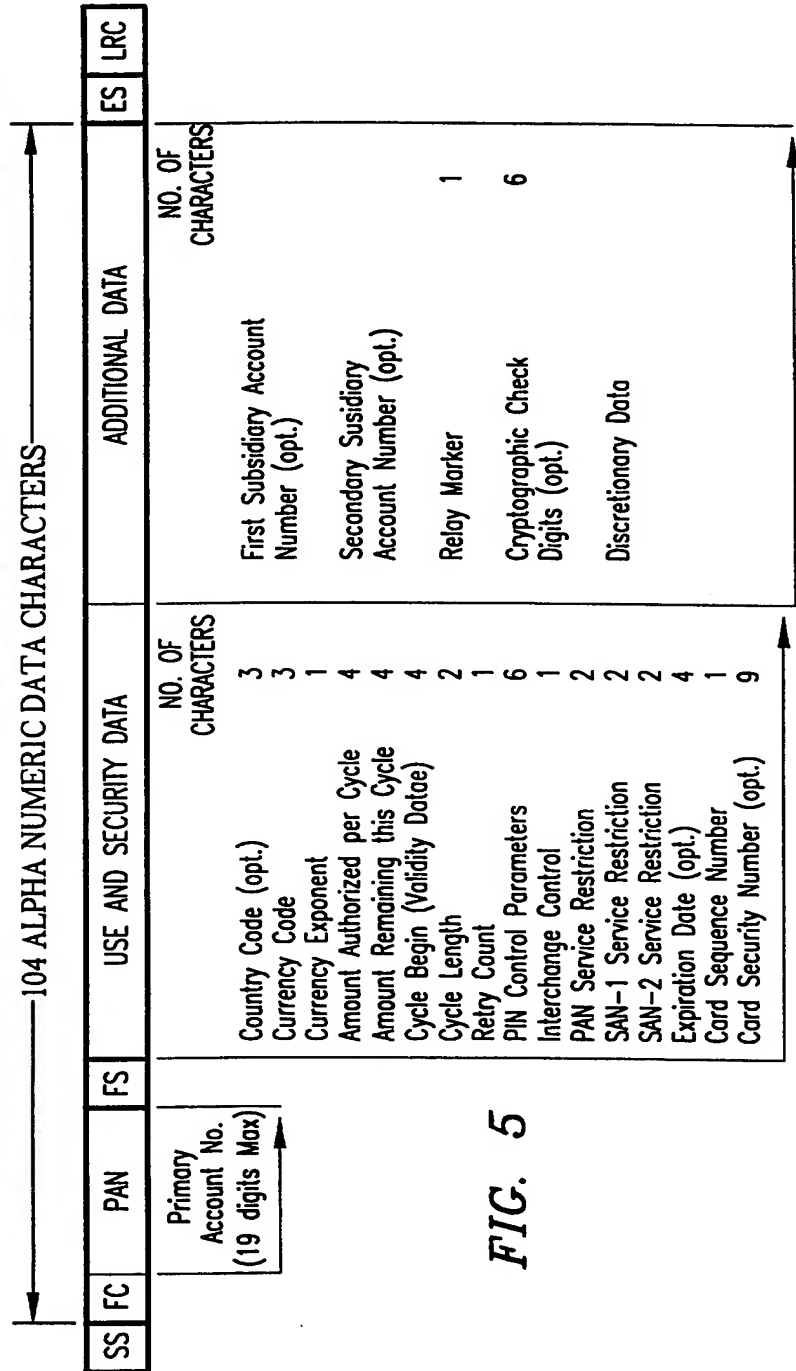 104 ALPHA NUMERIC DATA CHARACTERS
SS FC PAN FS USE AND SECURITY DATA ADDITIONAL DATA ES LRC
Primary
Account No.
(19 digits Max)
NO. OF
CHARACTERS
Country Code (opt.) 3
Currency Code 3
Currency Exponent 1
Amount Authorized per Cycle 4
Amount Remaining this Cycle 4
Cycle Begin (Validity Datae) 4
Cycle Length 2
Retry Count 1
PIN Control Parameters 6
Interchange Control 1
PAN Service Restriction 2
SAN-1 Service Restriction 2
SAN-2 Service Restriction 2
Expiration Date (opt.) 4
Card Sequence Number 1
Card Security Number (opt.) 9
NO. OF
CHARACTERS
First Subsidiary Account
Number (opt.)
Secondary Susidiary
Account Number (opt.)
Relay Marker 1
Cryptographic Check 6
Digits (opt.)
Discretionary Data
FIG. 5